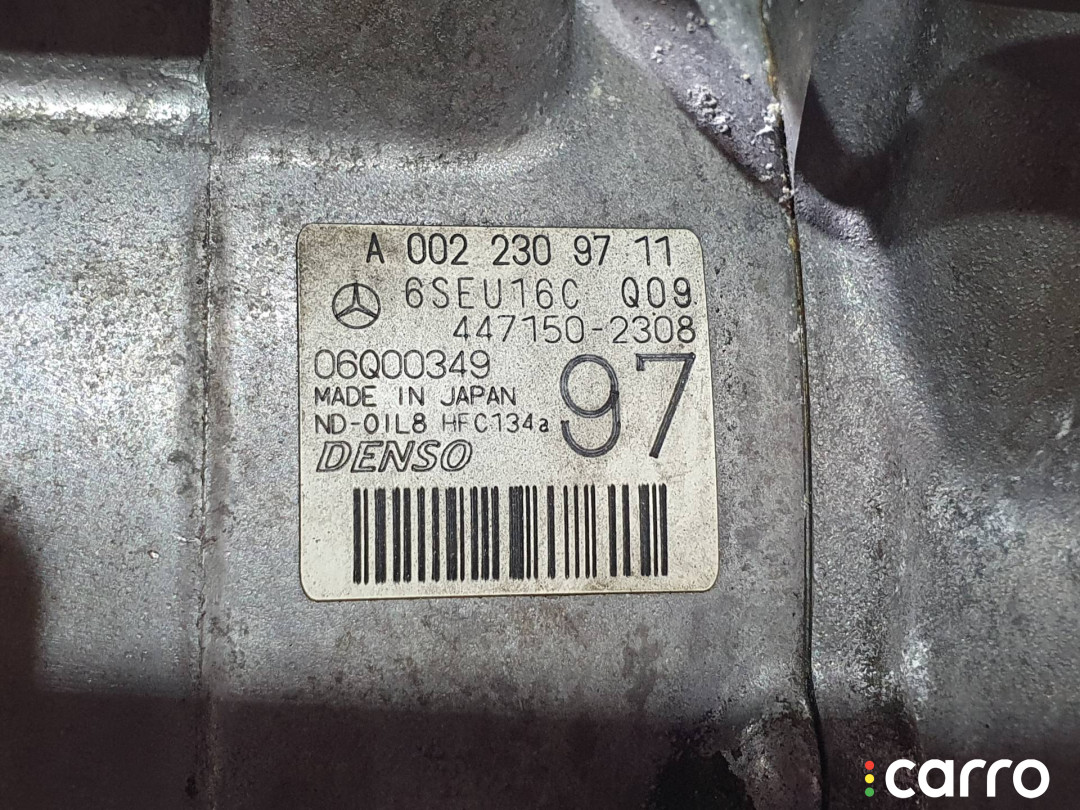 A 002 230 97 11
6SEU16C Q09
447150-2308
06Q00349
97
MADE IN JAPAN
ND-OIL8 HFC134a
DENSO
carro